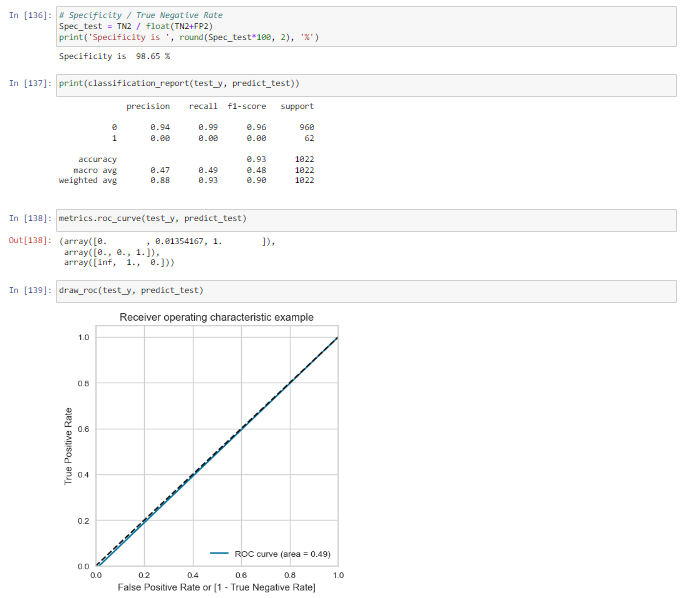 In [136]: # Specificity / True Negative Rate
Spec_test = TN2 / float(TN2+FP2)
print('Specificity is ', round(Spec_test*100, 2), '%')
Specificity is  98.65 %
In [137]: print(classification_report(test_y, predict_test))
precision recall f1-score support
0 0.94 0.99 0.96 960
1 0.00 0.00 0.00 62
accuracy 0.93 1022
macro avg 0.47 0.49 0.48 1022
weighted avg 0.88 0.93 0.90 1022
In [138]: metrics.roc_curve(test_y, predict_test)
Out[138]: (array([0.        , 0.01354167, 1.        ]),
array([0., 0., 1.]),
array([inf,  1.,  0.]))
In [139]: draw_roc(test_y, predict_test)
Receiver operating characteristic example
1.0
0.8
0.6
0.4
0.2
0.0
True Positive Rate
ROC curve (area = 0.49)
0.0 0.2 0.4 0.6 0.8 1.0
False Positive Rate or [1 - True Negative Rate]